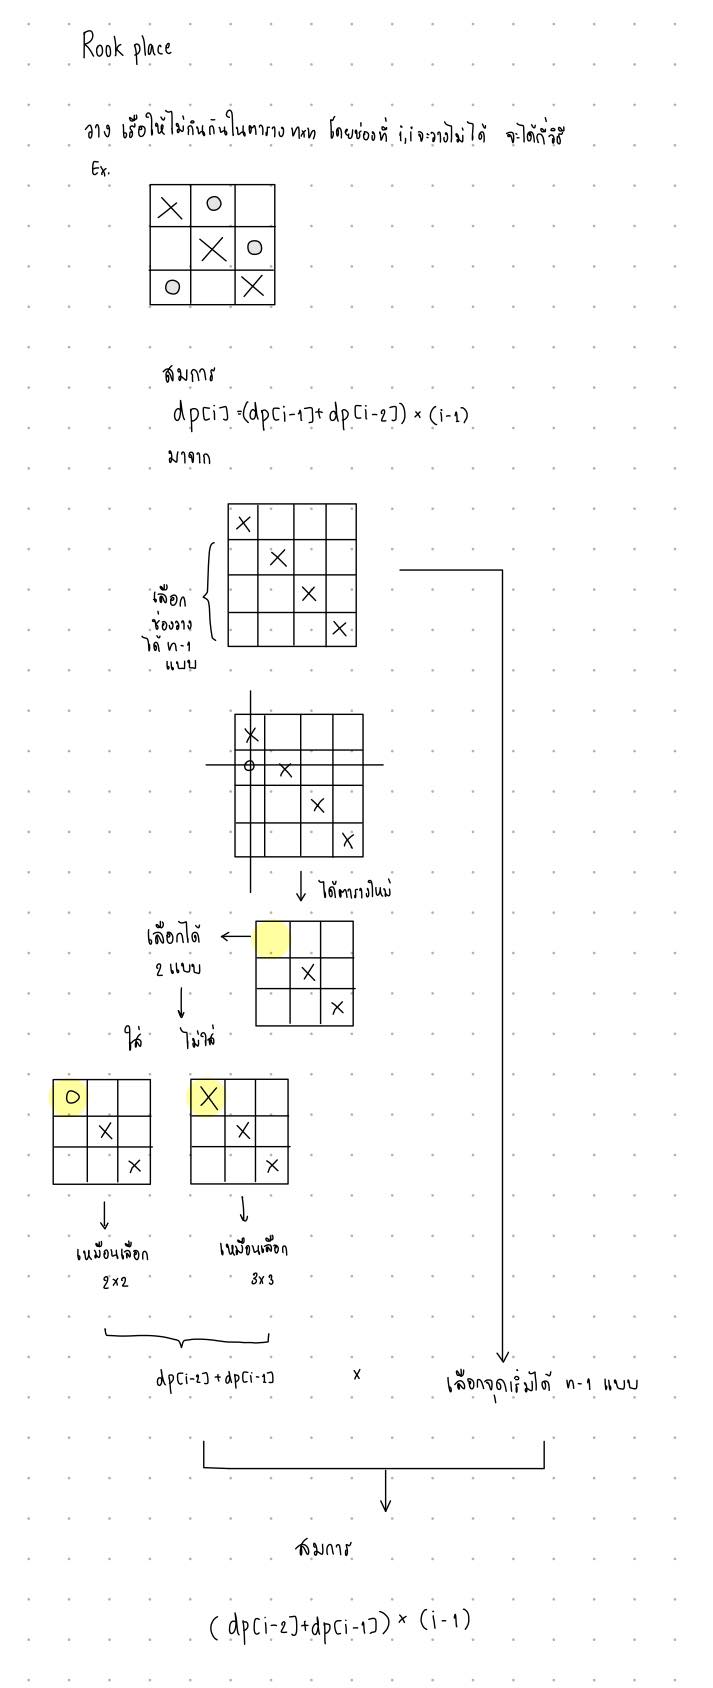 Rook place
วาง เรือให้ไม่กินกันในตาราง n×n โดยช่องที่ i,i จะวางไม่ได้ จะได้กี่วิธี
Ex.
สมการ
dp[i] = (dp[i-1] + dp[i-2]) × (i-1)
มาจาก
เลือก
ช่องวาง
ได้ n-1
แบบ
ได้ตารางใหม่
เลือกได้
2 แบบ
ใส่ ไม่ใส่
เหมือนเลือก
2×2
เหมือนเลือก
3×3
dp[i-2] + dp[i-1] × เลือกจุดเริ่มได้ n-1 แบบ
สมการ
(dp[i-2]+dp[i-1]) × (i-1)